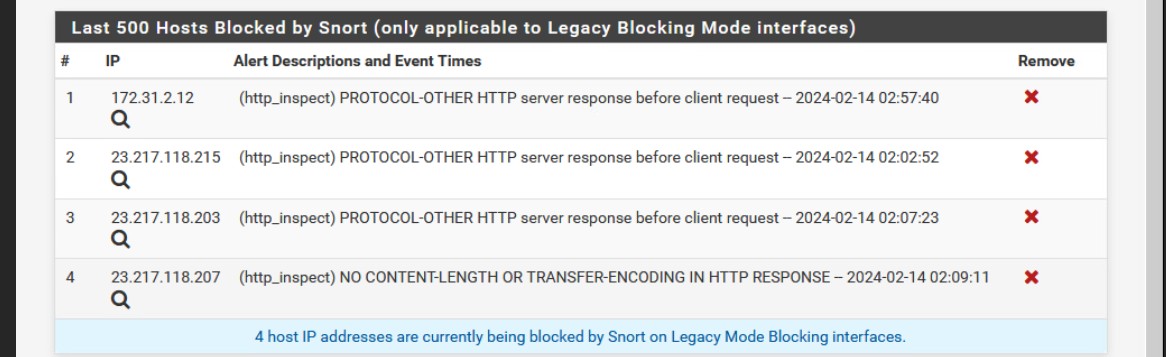 Last 500 Hosts Blocked by Snort (only applicable to Legacy Blocking Mode interfaces)
# IP Alert Descriptions and Event Times Remove
1 172.31.2.12 (http_inspect) PROTOCOL-OTHER HTTP server response before client request – 2024-02-14 02:57:40
2 23.217.118.215 (http_inspect) PROTOCOL-OTHER HTTP server response before client request – 2024-02-14 02:02:52
3 23.217.118.203 (http_inspect) PROTOCOL-OTHER HTTP server response before client request – 2024-02-14 02:07:23
4 23.217.118.207 (http_inspect) NO CONTENT-LENGTH OR TRANSFER-ENCODING IN HTTP RESPONSE – 2024-02-14 02:09:11
4 host IP addresses are currently being blocked by Snort on Legacy Mode Blocking interfaces.